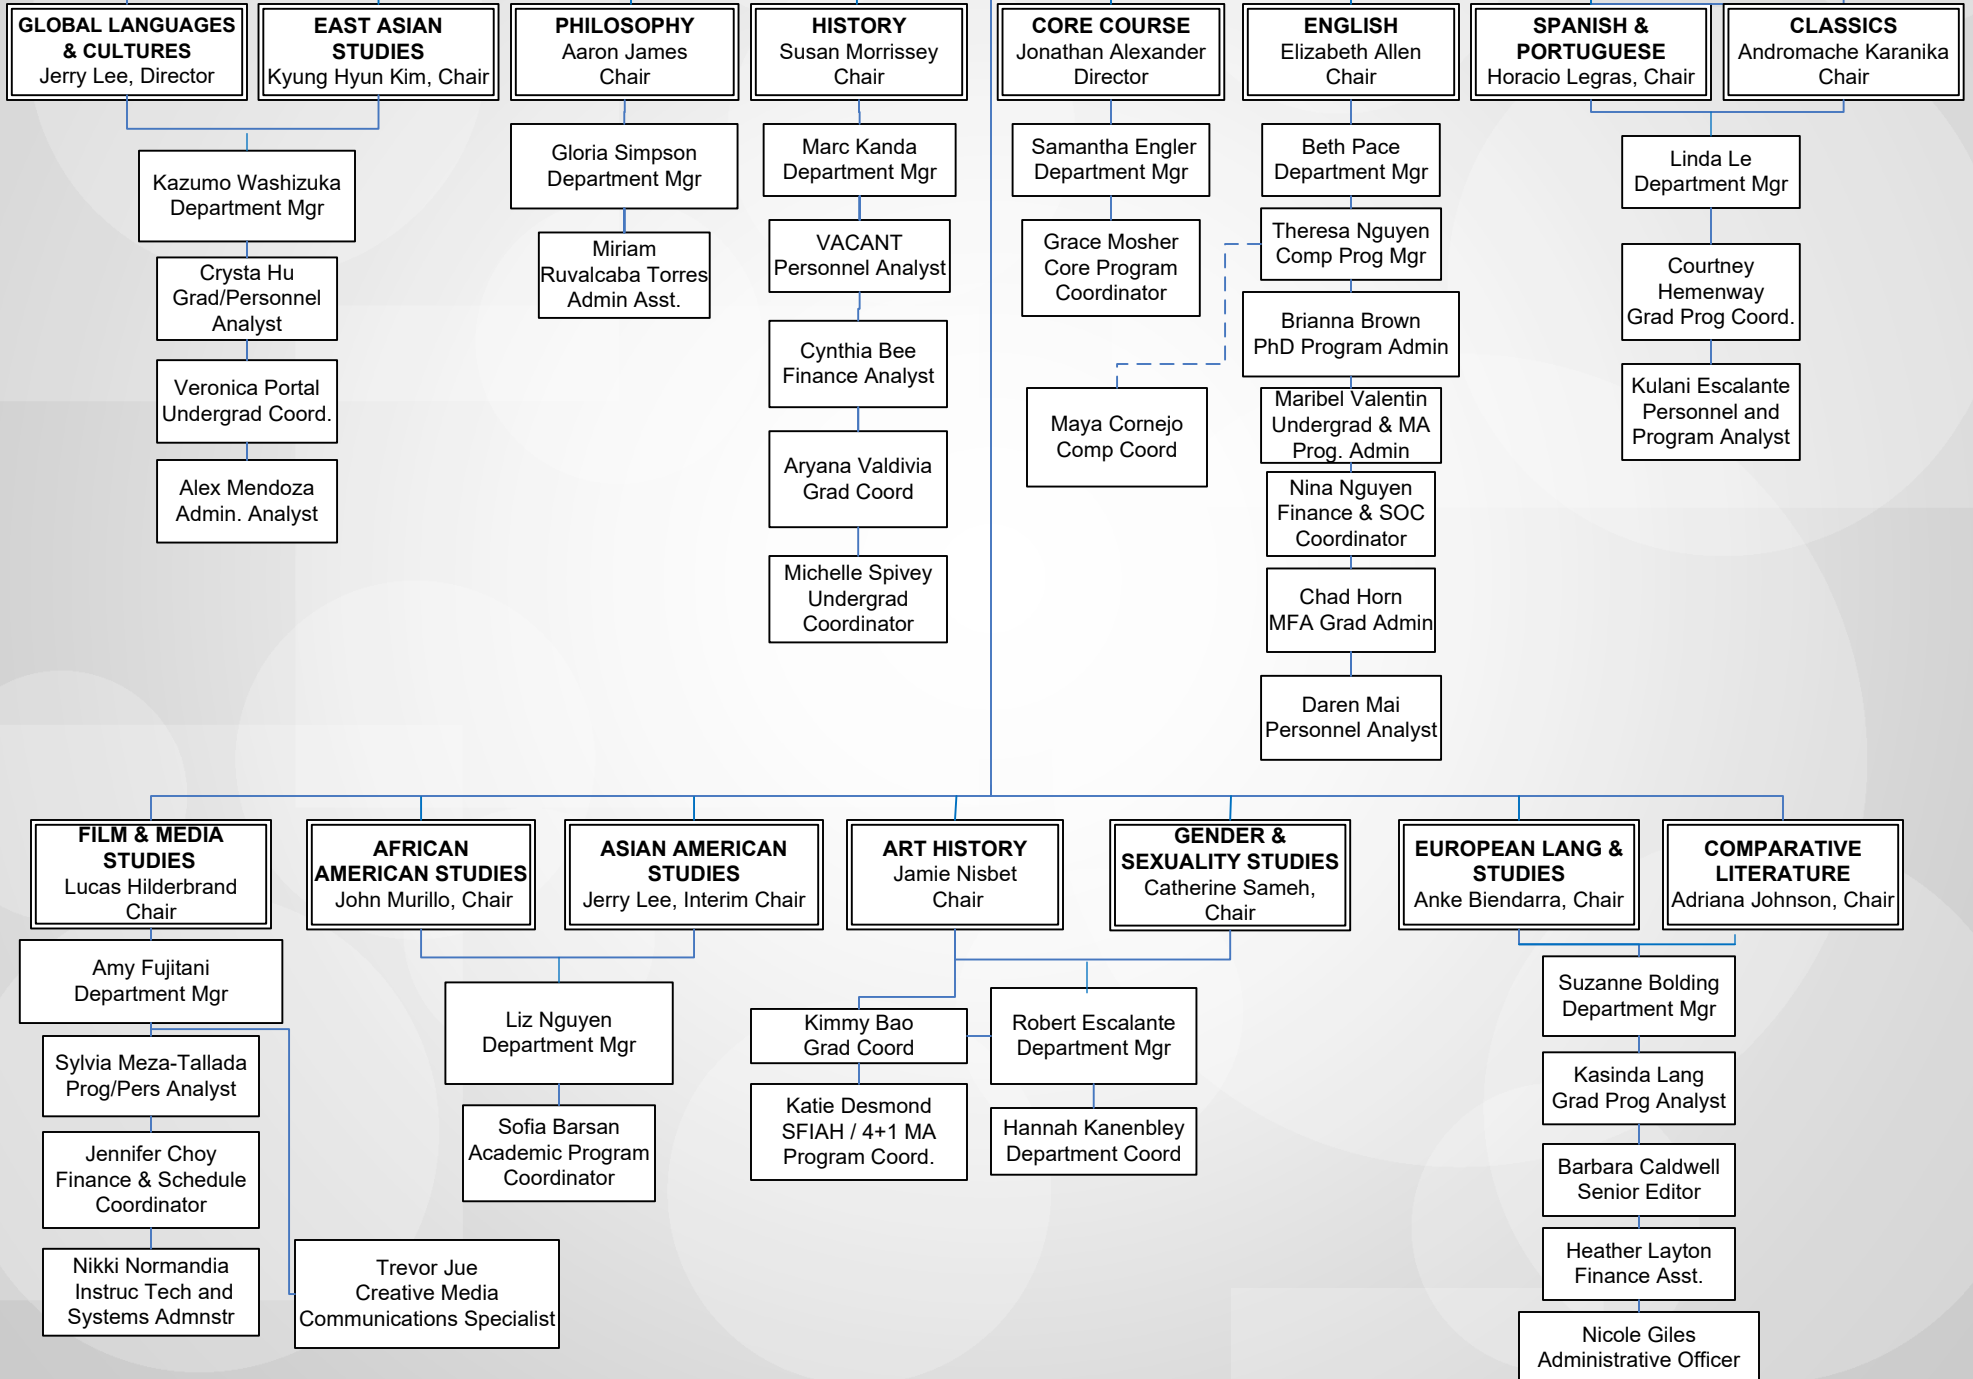 GLOBAL LANGUAGES
& CULTURES
Jerry Lee, Director
EAST ASIAN
STUDIES
Kyung Hyun Kim, Chair
PHILOSOPHY
Aaron James
Chair
HISTORY
Susan Morrissey
Chair
CORE COURSE
Jonathan Alexander
Director
ENGLISH
Elizabeth Allen
Chair
SPANISH &
PORTUGUESE
Horacio Legras, Chair
CLASSICS
Andromache Karanika
Chair
Kazumo Washizuka
Department Mgr
Crysta Hu
Grad/Personnel
Analyst
Veronica Portal
Undergrad Coord.
Alex Mendoza
Admin. Analyst
Gloria Simpson
Department Mgr
Miriam
Ruvalcaba Torres
Admin Asst.
Marc Kanda
Department Mgr
VACANT
Personnel Analyst
Cynthia Bee
Finance Analyst
Aryana Valdivia
Grad Coord
Michelle Spivey
Undergrad
Coordinator
Samantha Engler
Department Mgr
Grace Mosher
Core Program
Coordinator
Maya Cornejo
Comp Coord
Beth Pace
Department Mgr
Theresa Nguyen
Comp Prog Mgr
Brianna Brown
PhD Program Admin
Maribel Valentin
Undergrad & MA
Prog. Admin
Nina Nguyen
Finance & SOC
Coordinator
Chad Horn
MFA Grad Admin
Daren Mai
Personnel Analyst
Linda Le
Department Mgr
Courtney
Hemenway
Grad Prog Coord.
Kulani Escalante
Personnel and
Program Analyst
FILM & MEDIA
STUDIES
Lucas Hilderbrand
Chair
AFRICAN
AMERICAN STUDIES
John Murillo, Chair
ASIAN AMERICAN
STUDIES
Jerry Lee, Interim Chair
ART HISTORY
Jamie Nisbet
Chair
GENDER &
SEXUALITY STUDIES
Catherine Sameh,
Chair
EUROPEAN LANG &
STUDIES
Anke Biendarra, Chair
COMPARATIVE
LITERATURE
Adriana Johnson, Chair
Amy Fujitani
Department Mgr
Sylvia Meza-Tallada
Prog/Pers Analyst
Jennifer Choy
Finance & Schedule
Coordinator
Nikki Normandia
Instruc Tech and
Systems Admnstr
Trevor Jue
Creative Media
Communications Specialist
Liz Nguyen
Department Mgr
Sofia Barsan
Academic Program
Coordinator
Kimmy Bao
Grad Coord
Katie Desmond
SFIAH / 4+1 MA
Program Coord.
Robert Escalante
Department Mgr
Hannah Kanenbley
Department Coord
Suzanne Bolding
Department Mgr
Kasinda Lang
Grad Prog Analyst
Barbara Caldwell
Senior Editor
Heather Layton
Finance Asst.
Nicole Giles
Administrative Officer